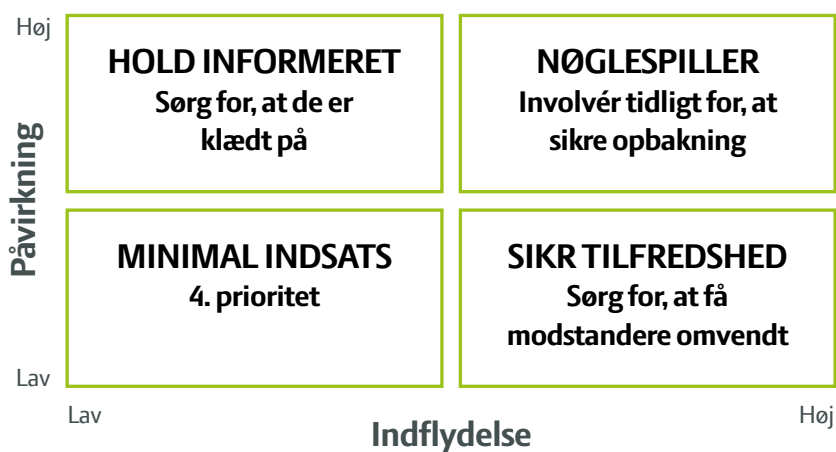 Høj
HOLD INFORMERET
Sørg for, at de er
klædt på
NØGLESPILLER
Involvér tidligt for, at
sikre opbakning
Påvirkning
MINIMAL INDSATS
4. prioritet
SIKR TILFREDSHED
Sørg for, at få
modstandere omvendt
Lav
Lav
Indflydelse
Høj